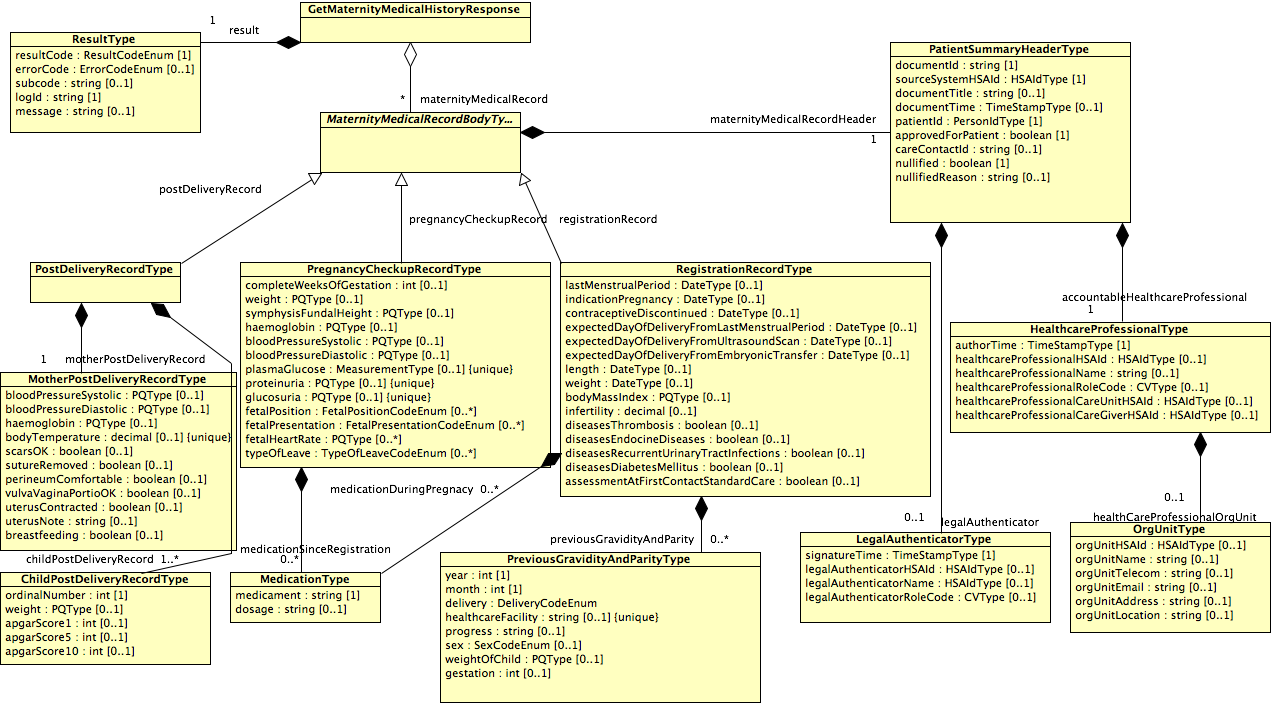 GetMaternityMedicalHistoryResponse
1
result
ResultType
resultCode : ResultCodeEnum [1]
errorCode : ErrorCodeEnum [0..1]
subcode : string [0..1]
logId : string [1]
message : string [0..1]
* maternityMedicalRecord
MaternityMedicalRecordBodyTy...
maternityMedicalRecordHeader
1
PatientSummaryHeaderType
documentId : string [1]
sourceSystemHSAId : HSAIdType [1]
documentTitle : string [0..1]
documentTime : TimeStampType [0..1]
patientId : PersonIdType [1]
approvedForPatient : boolean [1]
careContactId : string [0..1]
nullified : boolean [1]
nullifiedReason : string [0..1]
postDeliveryRecord
pregnancyCheckupRecord
registrationRecord
PostDeliveryRecordType
PregnancyCheckupRecordType
completeWeeksOfGestation : int [0..1]
weight : PQType [0..1]
symphysisFundalHeight : PQType [0..1]
haemoglobin : PQType [0..1]
bloodPressureSystolic : PQType [0..1]
bloodPressureDiastolic : PQType [0..1]
plasmaGlucose : MeasurementType [0..1] {unique}
proteinuria : PQType [0..1] {unique}
glucosuria : PQType [0..1] {unique}
fetalPosition : FetalPositionCodeEnum [0..*]
fetalPresentation : FetalPresentationCodeEnum [0..*]
fetalHeartRate : PQType [0..*]
typeOfLeave : TypeOfLeaveCodeEnum [0..*]
RegistrationRecordType
lastMenstrualPeriod : DateType [0..1]
indicationPregnancy : DateType [0..1]
contraceptiveDiscontinued : DateType [0..1]
expectedDayOfDeliveryFromLastMenstrualPeriod : DateType [0..1]
expectedDayOfDeliveryFromUltrasoundScan : DateType [0..1]
expectedDayOfDeliveryFromEmbryonicTransfer : DateType [0..1]
length : DateType [0..1]
weight : DateType [0..1]
bodyMassIndex : PQType [0..1]
infertility : decimal [0..1]
diseasesThrombosis : boolean [0..1]
diseasesEndocineDiseases : boolean [0..1]
diseasesRecurrentUrinaryTractInfections : boolean [0..1]
diseasesDiabetesMellitus : boolean [0..1]
assessmentAtFirstContactStandardCare : boolean [0..1]
accountableHealthcareProfessional
1
HealthcareProfessionalType
authorTime : TimeStampType [1]
healthcareProfessionalHSAId : HSAIdType [0..1]
healthcareProfessionalName : string [0..1]
healthcareProfessionalRoleCode : CVType [0..1]
healthcareProfessionalCareUnitHSAId : HSAIdType [0..1]
healthcareProfessionalCareGiverHSAId : HSAIdType [0..1]
1 motherPostDeliveryRecord
MotherPostDeliveryRecordType
bloodPressureSystolic : PQType [0..1]
bloodPressureDiastolic : PQType [0..1]
haemoglobin : PQType [0..1]
bodyTemperature : decimal [0..1] {unique}
scarsOK : boolean [0..1]
sutureRemoved : boolean [0..1]
perineumComfortable : boolean [0..1]
vulvaVaginaPortioOK : boolean [0..1]
uterusContracted : boolean [0..1]
uterusNote : string [0..1]
breastfeeding : boolean [0..1]
medicationDuringPregnacy 0..*
medicationSinceRegistration
0..*
previousGravidityAndParity 0..*
0..1
legalAuthenticator
0..1
healthCareProfessionalOrgUnit
childPostDeliveryRecord 1..*
ChildPostDeliveryRecordType
ordinalNumber : int [1]
weight : PQType [0..1]
apgarScore1 : int [0..1]
apgarScore5 : int [0..1]
apgarScore10 : int [0..1]
MedicationType
medicament : string [1]
dosage : string [0..1]
PreviousGravidityAndParityType
year : int [1]
month : int [1]
delivery : DeliveryCodeEnum
healthcareFacility : string [0..1] {unique}
progress : string [0..1]
sex : SexCodeEnum [0..1]
weightOfChild : PQType [0..1]
gestation : int [0..1]
LegalAuthenticatorType
signatureTime : TimeStampType [1]
legalAuthenticatorHSAId : HSAIdType [0..1]
legalAuthenticatorName : HSAIdType [0..1]
legalAuthenticatorRoleCode : CVType [0..1]
OrgUnitType
orgUnitHSAId : HSAIdType [0..1]
orgUnitName : string [0..1]
orgUnitTelecom : string [0..1]
orgUnitEmail : string [0..1]
orgUnitAddress : string [0..1]
orgUnitLocation : string [0..1]